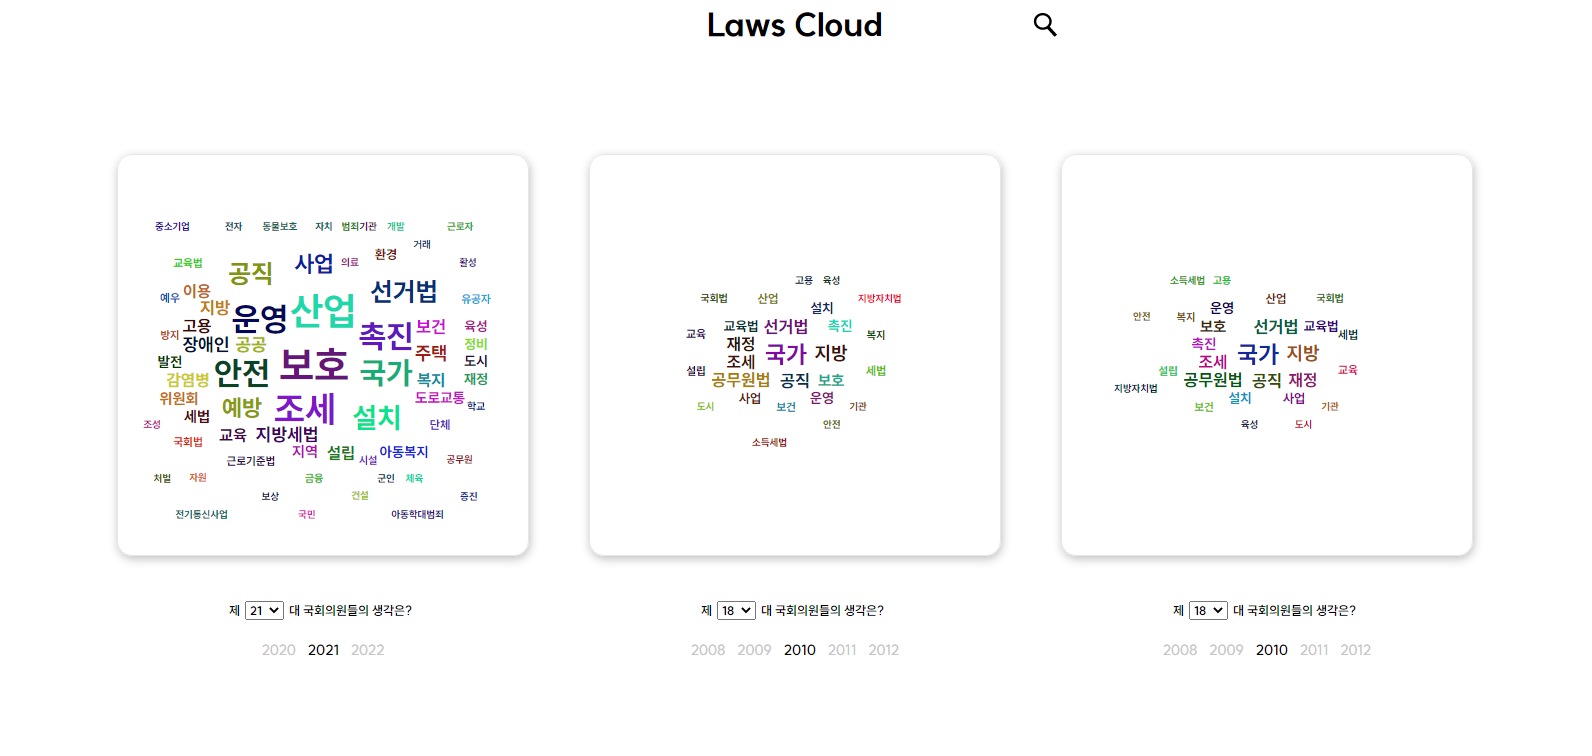 Laws Cloud
중소기업 전자 동물보호 자치 범죄기관 개발 근로자
거래
환경
교육법 공직 사업 의료 활성
예우 이용 선거법 유공자
지방 운영 산업
고용 촉진 보건 육성
방지 장애인 공공 정비
발전 보호 주택 도시
감염병 안전 국가 복지 재정
위원회 예방 조세 도로교통 학교
조성 세법 설치 단체
국회법 교육 지방세법
지역 설립 아동복지
근로기준법 시설 공무원
처벌 자원 금융 군인 체육
보상 건설 증진
전기통신사업 국민 아동학대범죄
제 21 대 국회의원들의 생각은?
2020 2021 2022
고용 육성
국회법 산업 지방자치법
설치
교육 교육법 선거법 촉진 복지
재정 국가 지방
설립 조세 세법
공무원법 공직 보호
도시 사업 보건 운영 기관
안전
소득세법
제 18 대 국회의원들의 생각은?
2008 2009 2010 2011 2012
소득세법 고용
운영 산업 국회법
안전 복지 보호 선거법 교육법 세법
촉진 국가 지방
설립 조세 교육
지방자치법 공무원법 공직 재정
보건 설치 사업 기관
육성 도시
제 18 대 국회의원들의 생각은?
2008 2009 2010 2011 2012